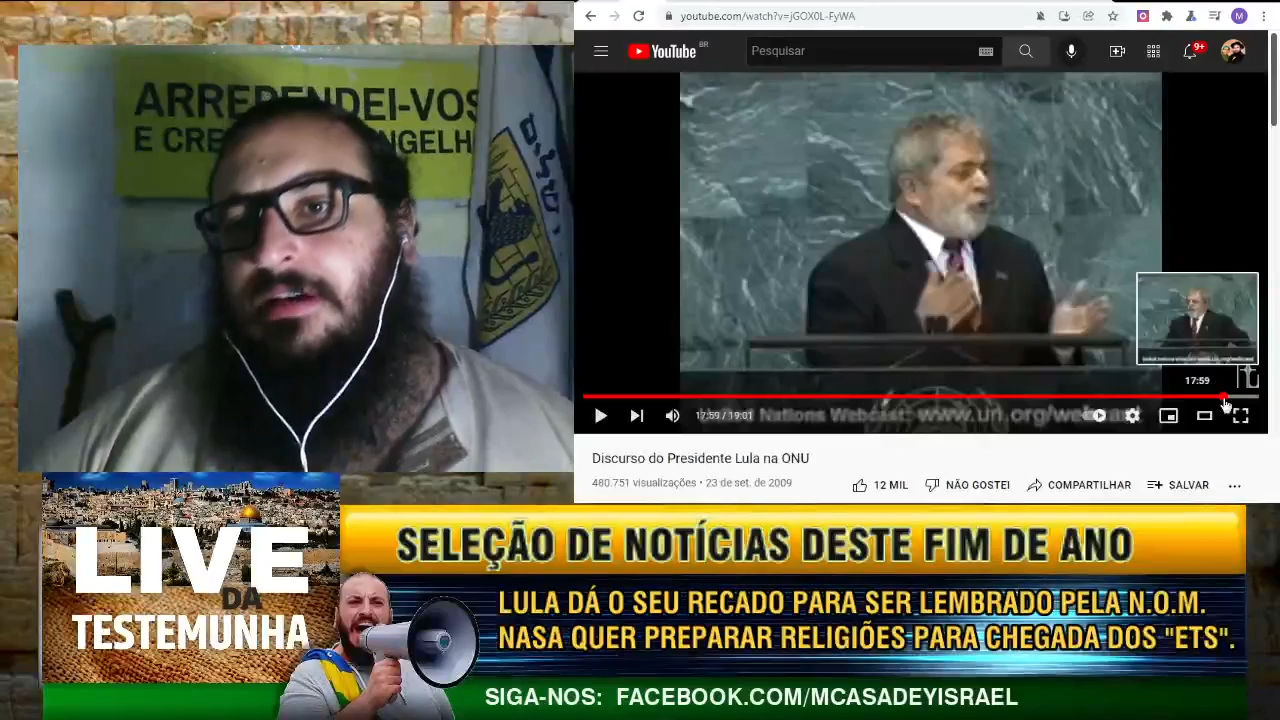 youtube.com/watch?v=jGOX0L-FyWA
M
YouTube BR
Pesquisar
9+
ARREPENDEI-VOS
E CRE ANGELH
שלים
17:59
17:59 / 19:01
Nations Webcast: www.un.org/webcast
Discurso do Presidente Lula na ONU
480.751 visualizações • 23 de set. de 2009
12 MIL
NÃO GOSTEI
COMPARTILHAR
SALVAR
SELEÇÃO DE NOTÍCIAS DESTE FIM DE ANO
LIVE
DA
TESTEMUNHA
LULA DÁ O SEU RECADO PARA SER LEMBRADO PELA N.O.M.
NASA QUER PREPARAR RELIGIÕES PARA CHEGADA DOS "ETS".
SIGA-NOS: FACEBOOK.COM/MCASADEYISRAEL